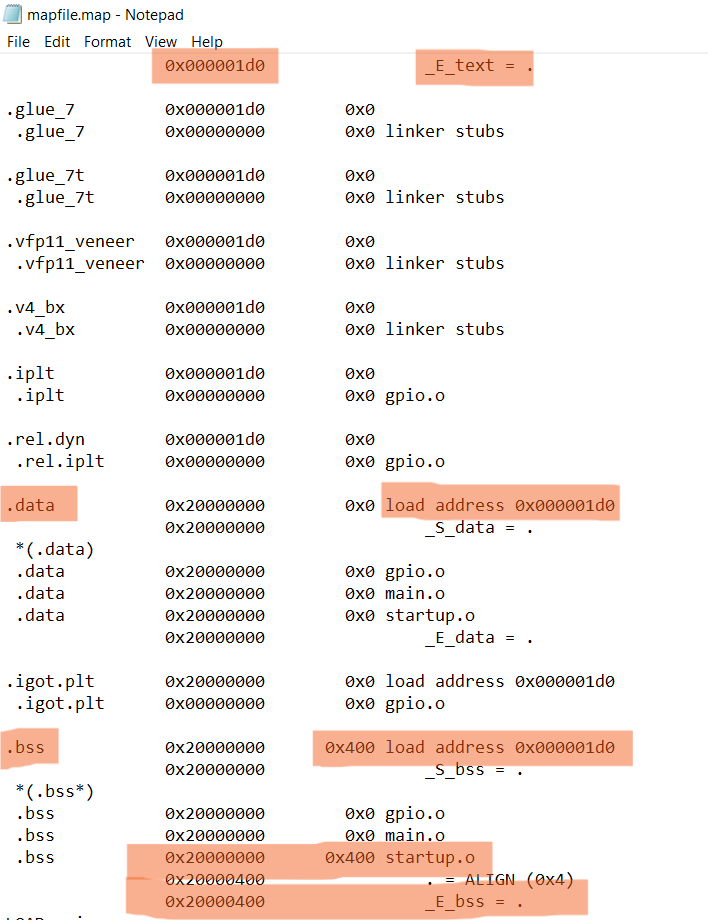 mapfile.map - Notepad
File Edit Format View Help
0x000001d0 _E_text = .
.glue_7 0x000001d0 0x0
.glue_7 0x00000000 0x0 linker stubs
.glue_7t 0x000001d0 0x0
.glue_7t 0x00000000 0x0 linker stubs
.vfp11_veneer 0x000001d0 0x0
.vfp11_veneer 0x00000000 0x0 linker stubs
.v4_bx 0x000001d0 0x0
.v4_bx 0x00000000 0x0 linker stubs
.iplt 0x000001d0 0x0
.iplt 0x00000000 0x0 gpio.o
.rel.dyn 0x000001d0 0x0
.rel.iplt 0x00000000 0x0 gpio.o
.data 0x20000000 0x0 load address 0x000001d0
0x20000000 _S_data = .
*(.data)
.data 0x20000000 0x0 gpio.o
.data 0x20000000 0x0 main.o
.data 0x20000000 0x0 startup.o
0x20000000 _E_data = .
.igot.plt 0x20000000 0x0 load address 0x000001d0
.igot.plt 0x00000000 0x0 gpio.o
.bss 0x20000000 0x400 load address 0x000001d0
0x20000000 _S_bss = .
*(.bss*)
.bss 0x20000000 0x0 gpio.o
.bss 0x20000000 0x0 main.o
.bss 0x20000000 0x400 startup.o
0x20000400 . = ALIGN (0x4)
0x20000400 _E_bss = .